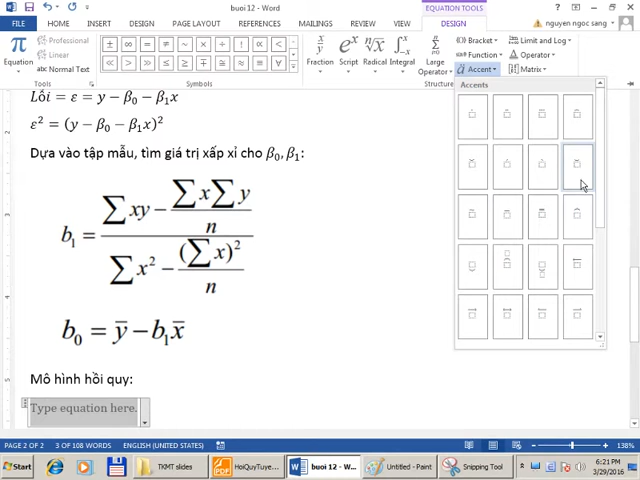 buoi 12 - Word
EQUATION TOOLS
FILE HOME INSERT DESIGN PAGE LAYOUT REFERENCES MAILINGS REVIEW VIEW DESIGN nguyen ngoc sang
π Equation
Professional
Linear
abc Normal Text
Tools
± ∞ = ≠ ~ × ÷ ! ∝
Symbols
x/y Fraction
eˣ Script
ⁿ√x Radical
Integral
Large Operator
Bracket
Function
ä Accent
Limit and Log
Operator
Matrix
Structures
Accents
Lỗi = ε = y − β₀ − β₁x
ε² = (y − β₀ − β₁x)²
Dựa vào tập mẫu, tìm giá trị xấp xỉ cho β₀, β₁:
b₁ = (∑xy − (∑x∑y)/n) / (∑x² − (∑x)²/n)
b₀ = ȳ − b₁x̄
Mô hình hồi quy:
Type equation here.
PAGE 2 OF 2 3 OF 108 WORDS ENGLISH (UNITED STATES) 138%
Start TKMT slides HoiQuyTuye... buoi 12 - W... Untitled - Paint Snipping Tool 6:21 PM
3/29/2016